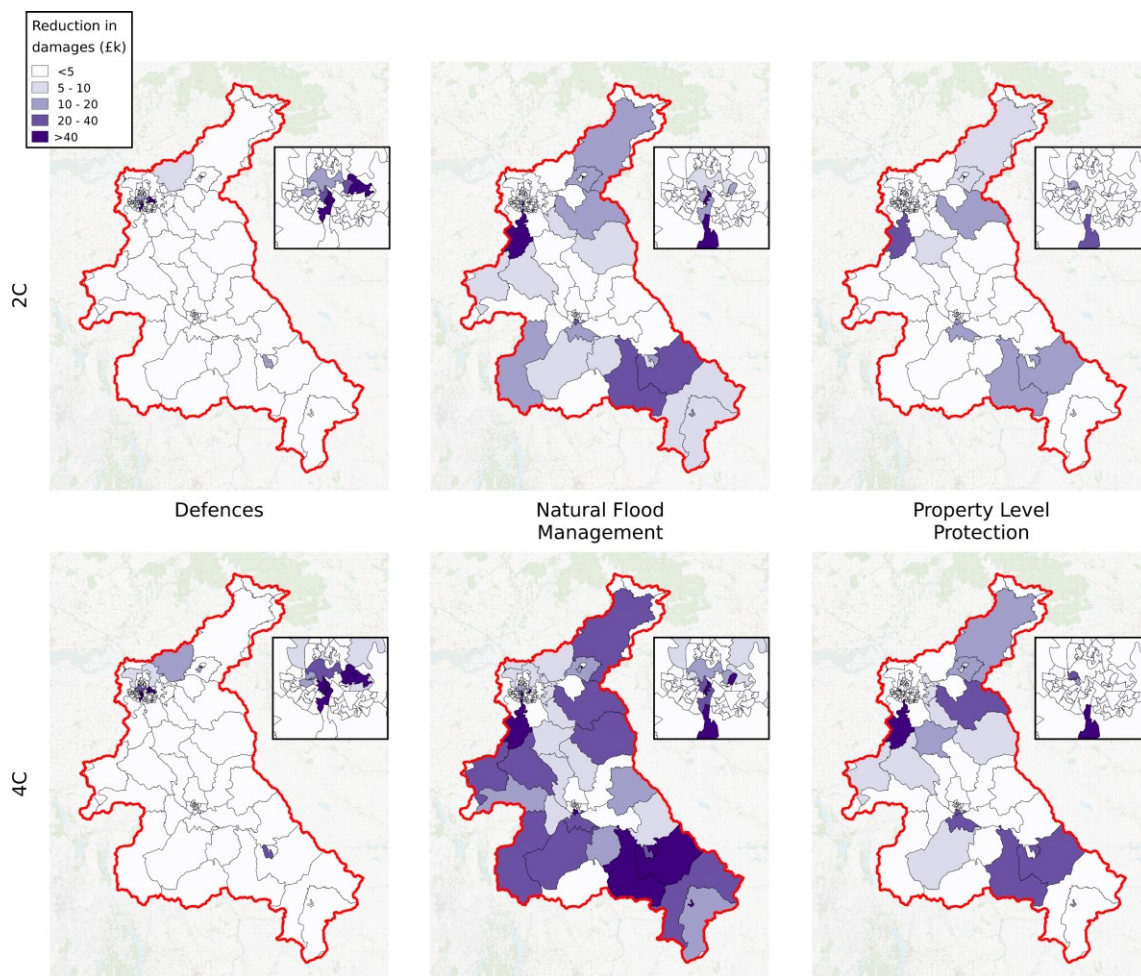 Reduction in
damages (£k)
<5
5 - 10
10 - 20
20 - 40
>40
2C
Defences
Natural Flood
Management
Property Level
Protection
4C